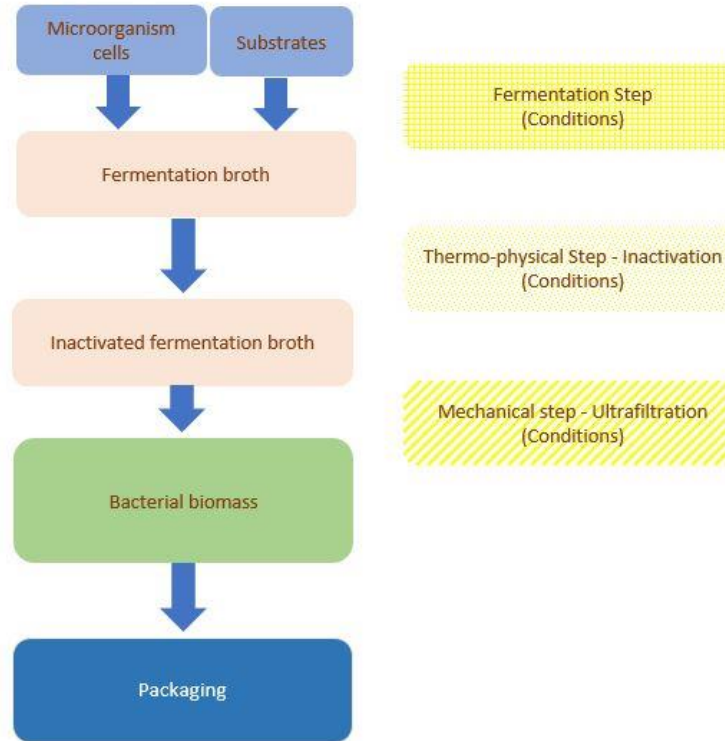 Microorganism
cells
Substrates
Fermentation Step
(Conditions)
Fermentation broth
Thermo-physical Step - Inactivation
(Conditions)
Inactivated fermentation broth
Mechanical step - Ultrafiltration
(Conditions)
Bacterial biomass
Packaging